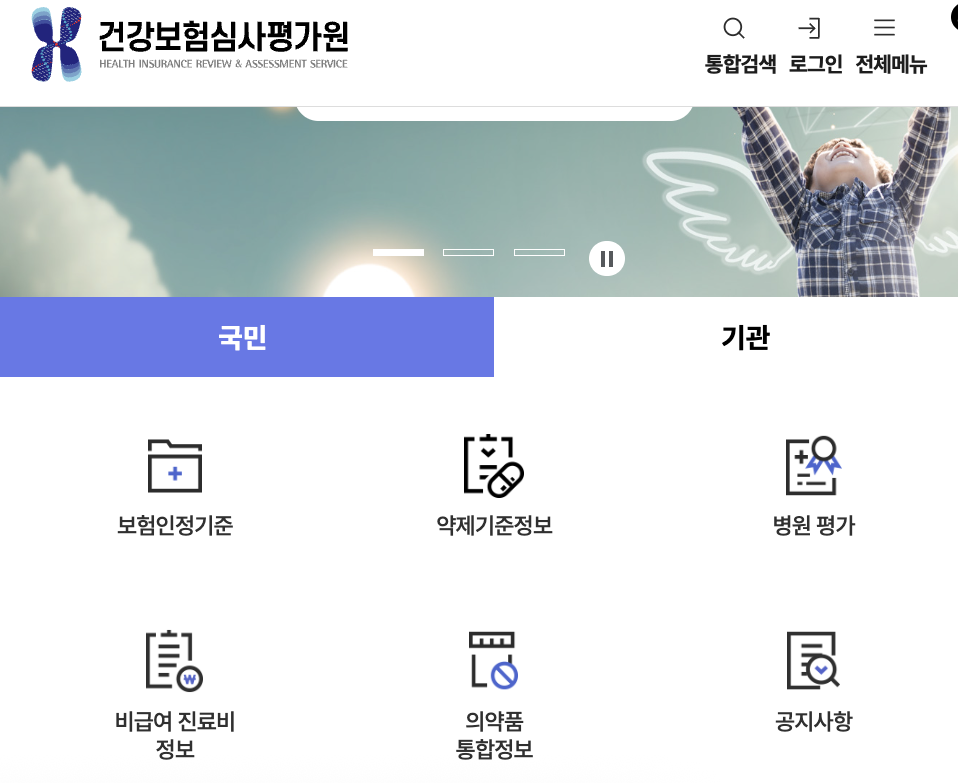 건강보험심사평가원
HEALTH INSURANCE REVIEW & ASSESSMENT SERVICE
통합검색 로그인 전체메뉴
국민 기관
보험인정기준 약제기준정보 병원 평가
비급여 진료비 의약품 공지사항
정보 통합정보